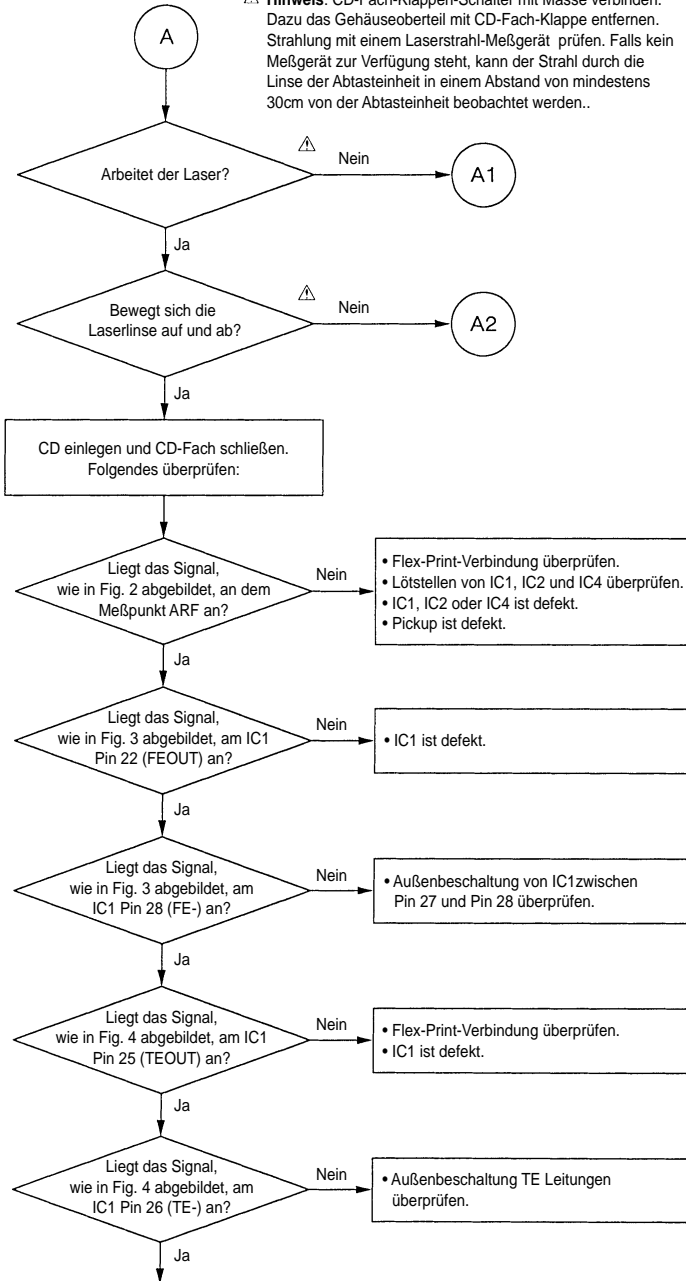 ⚠ Hinweis: CD-Fach-Klappen-Schalter mit Masse verbinden.
Dazu das Gehäuseoberteil mit CD-Fach-Klappe entfernen.
Strahlung mit einem Laserstrahl-Meßgerät prüfen. Falls kein
Meßgerät zur Verfügung steht, kann der Strahl durch die
Linse der Abtasteinheit in einem Abstand von mindestens
30cm von der Abtasteinheit beobachtet werden..
A
⚠
Arbeitet der Laser?
Nein
A1
Ja
⚠
Bewegt sich die
Laserlinse auf und ab?
Nein
A2
Ja
CD einlegen und CD-Fach schließen.
Folgendes überprüfen:
Liegt das Signal,
wie in Fig. 2 abgebildet, an dem
Meßpunkt ARF an?
Nein
• Flex-Print-Verbindung überprüfen.
• Lötstellen von IC1, IC2 und IC4 überprüfen.
• IC1, IC2 oder IC4 ist defekt.
• Pickup ist defekt.
Ja
Liegt das Signal,
wie in Fig. 3 abgebildet, am IC1
Pin 22 (FEOUT) an?
Nein
• IC1 ist defekt.
Ja
Liegt das Signal,
wie in Fig. 3 abgebildet, am
IC1 Pin 28 (FE-) an?
Nein
• Außenbeschaltung von IC1zwischen
Pin 27 und Pin 28 überprüfen.
Ja
Liegt das Signal,
wie in Fig. 4 abgebildet, am IC1
Pin 25 (TEOUT) an?
Nein
• Flex-Print-Verbindung überprüfen.
• IC1 ist defekt.
Ja
Liegt das Signal,
wie in Fig. 4 abgebildet, am
IC1 Pin 26 (TE-) an?
Nein
• Außenbeschaltung TE Leitungen
überprüfen.
Ja